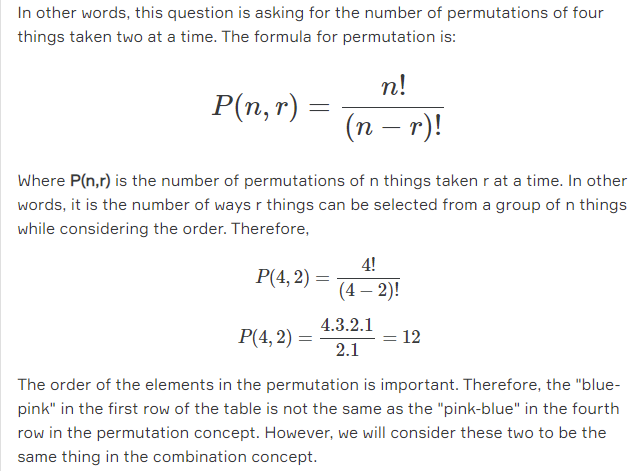 In other words, this question is asking for the number of permutations of four
things taken two at a time. The formula for permutation is:
P(n, r) = n! / (n − r)!
Where P(n,r) is the number of permutations of n things taken r at a time. In other
words, it is the number of ways r things can be selected from a group of n things
while considering the order. Therefore,
P(4, 2) = 4! / (4 − 2)!
P(4, 2) = 4.3.2.1 / 2.1 = 12
The order of the elements in the permutation is important. Therefore, the "blue-
pink" in the first row of the table is not the same as the "pink-blue" in the fourth
row in the permutation concept. However, we will consider these two to be the
same thing in the combination concept.